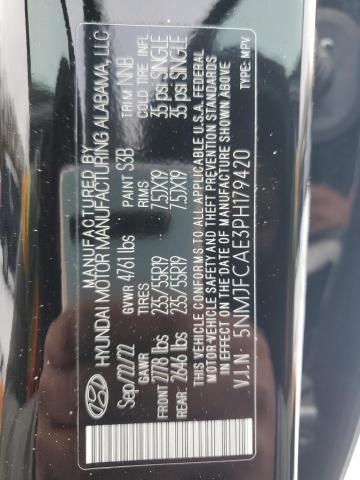 MANUFACTURED BY
HYUNDAI MOTOR MANUFACTURING ALABAMA, LLC
Sep/22/22 GVWR 4761 lbs PAINT S3B TRIM NNB
GAWR TIRES RIMS COLD TIRE INFL
FRONT 2778 lbs 235/55R19 7.5JX19 35 psi SINGLE
REAR 2646 lbs 235/55R19 7.5JX19 35 psi SINGLE
THIS VEHICLE CONFORMS TO ALL APPLICABLE U.S.A. FEDERAL
MOTOR-VEHICLE SAFETY AND THEFT PREVENTION STANDARDS
IN EFFECT ON THE DATE OF MANUFACTURE SHOWN ABOVE
V.I.N 5NMJFCAE3PH179420 TYPE: MPV